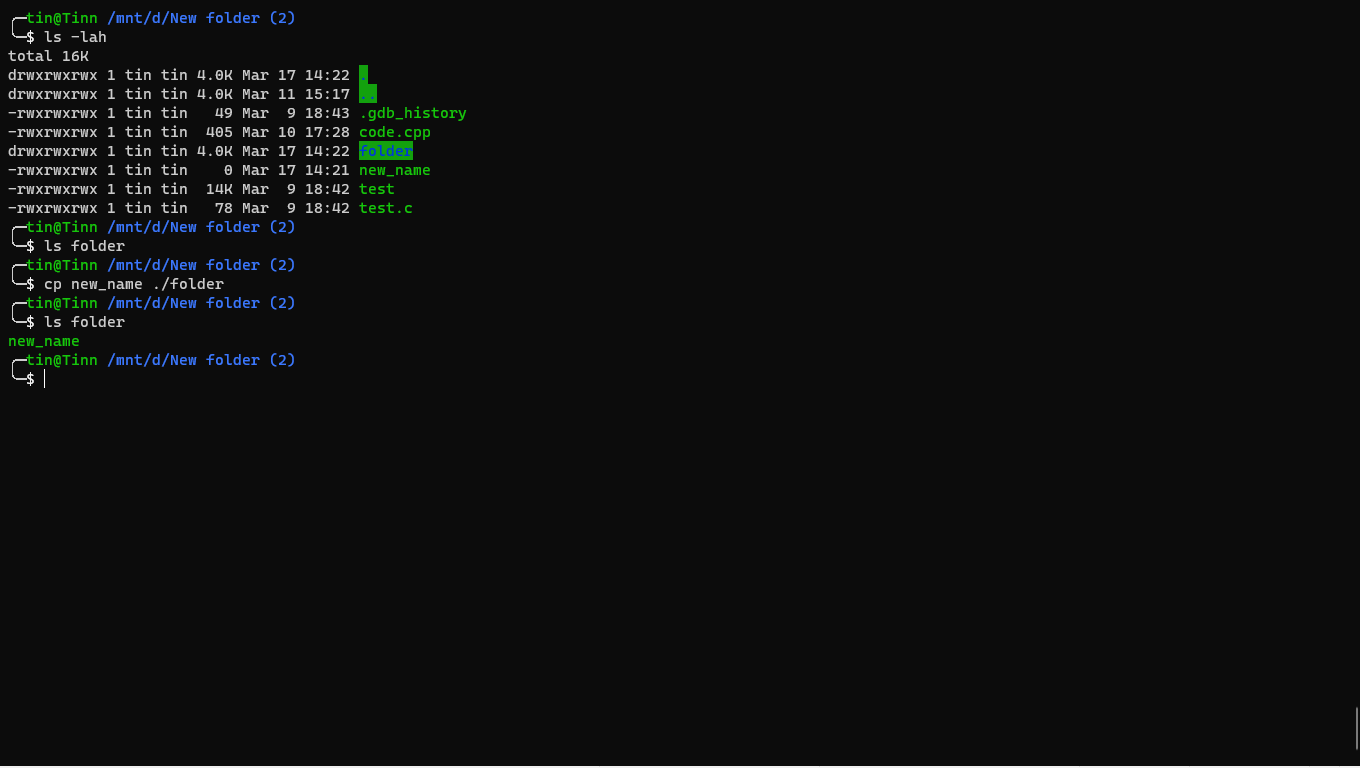 ╭─tin@Tinn /mnt/d/New folder (2)
╰─$ ls -lah
total 16K
drwxrwxrwx 1 tin tin 4.0K Mar 17 14:22 .
drwxrwxrwx 1 tin tin 4.0K Mar 11 15:17 ..
-rwxrwxrwx 1 tin tin   49 Mar  9 18:43 .gdb_history
-rwxrwxrwx 1 tin tin  405 Mar 10 17:28 code.cpp
drwxrwxrwx 1 tin tin 4.0K Mar 17 14:22 folder
-rwxrwxrwx 1 tin tin    0 Mar 17 14:21 new_name
-rwxrwxrwx 1 tin tin  14K Mar  9 18:42 test
-rwxrwxrwx 1 tin tin   78 Mar  9 18:42 test.c
╭─tin@Tinn /mnt/d/New folder (2)
╰─$ ls folder
╭─tin@Tinn /mnt/d/New folder (2)
╰─$ cp new_name ./folder
╭─tin@Tinn /mnt/d/New folder (2)
╰─$ ls folder
new_name
╭─tin@Tinn /mnt/d/New folder (2)
╰─$